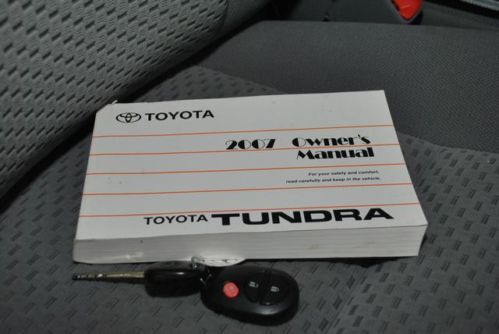 TOYOTA
2007 Owner's
Manual
For your safety and comfort,
read carefully and keep in the vehicle.
TOYOTA TUNDRA